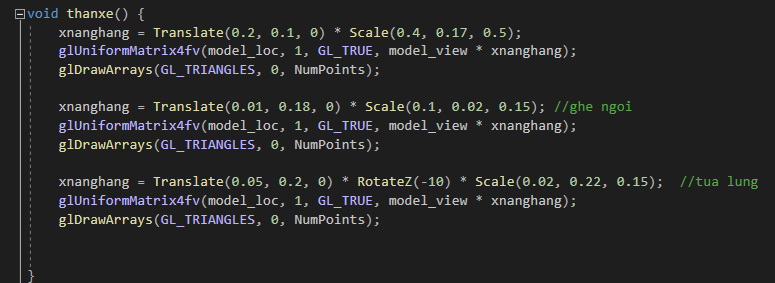 void thanxe() {
xnanghang = Translate(0.2, 0.1, 0) * Scale(0.4, 0.17, 0.5);
glUniformMatrix4fv(model_loc, 1, GL_TRUE, model_view * xnanghang);
glDrawArrays(GL_TRIANGLES, 0, NumPoints);
xnanghang = Translate(0.01, 0.18, 0) * Scale(0.1, 0.02, 0.15); //ghe ngoi
glUniformMatrix4fv(model_loc, 1, GL_TRUE, model_view * xnanghang);
glDrawArrays(GL_TRIANGLES, 0, NumPoints);
xnanghang = Translate(0.05, 0.2, 0) * RotateZ(-10) * Scale(0.02, 0.22, 0.15);  //tua lung
glUniformMatrix4fv(model_loc, 1, GL_TRUE, model_view * xnanghang);
glDrawArrays(GL_TRIANGLES, 0, NumPoints);
}